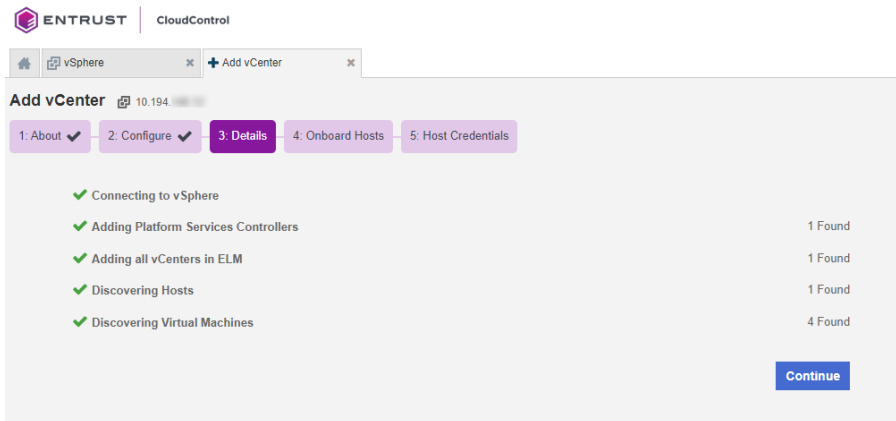 ENTRUST CloudControl
vSphere Add vCenter
Add vCenter 10.194.
1: About 2: Configure 3: Details 4: Onboard Hosts 5: Host Credentials
Connecting to vSphere
Adding Platform Services Controllers 1 Found
Adding all vCenters in ELM 1 Found
Discovering Hosts 1 Found
Discovering Virtual Machines 4 Found
Continue